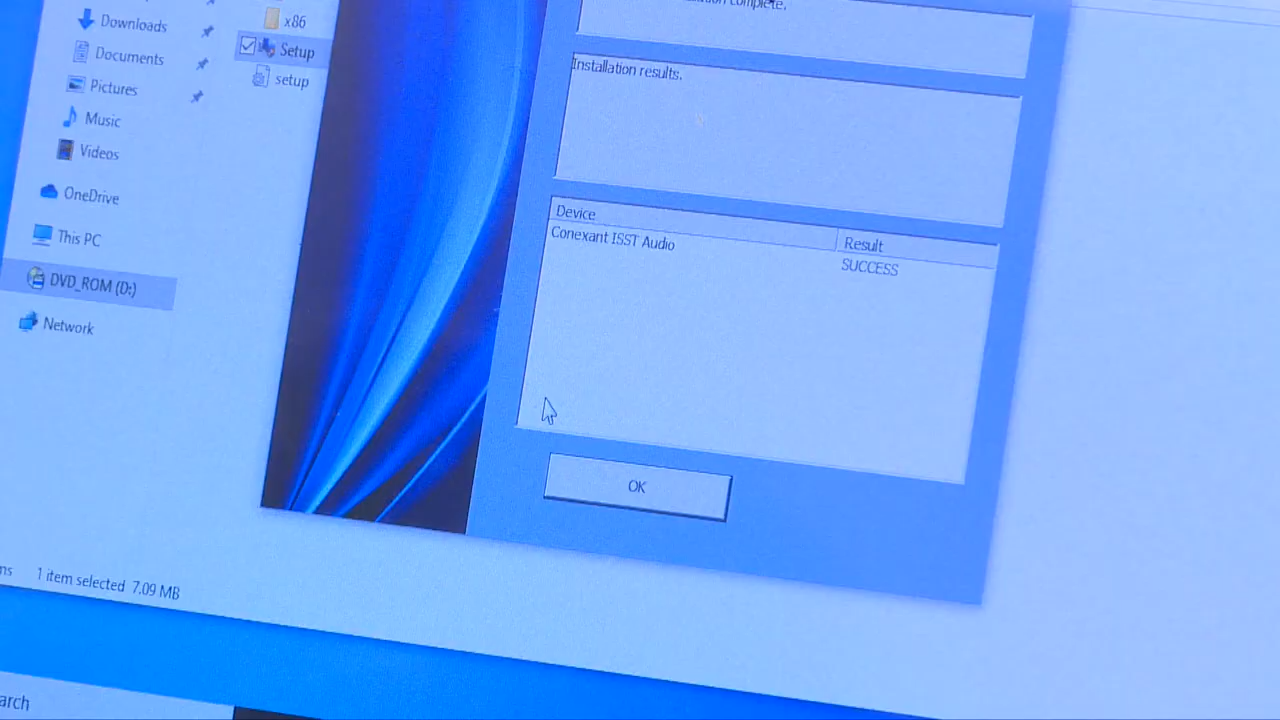 Downloads
Documents
Pictures
Music
Videos
OneDrive
This PC
DVD_ROM (D:)
Network
x86
Setup
setup
1 item selected 7.09 MB
complete.
Installation results.
Device
Result
Conexant ISST Audio
SUCCESS
OK